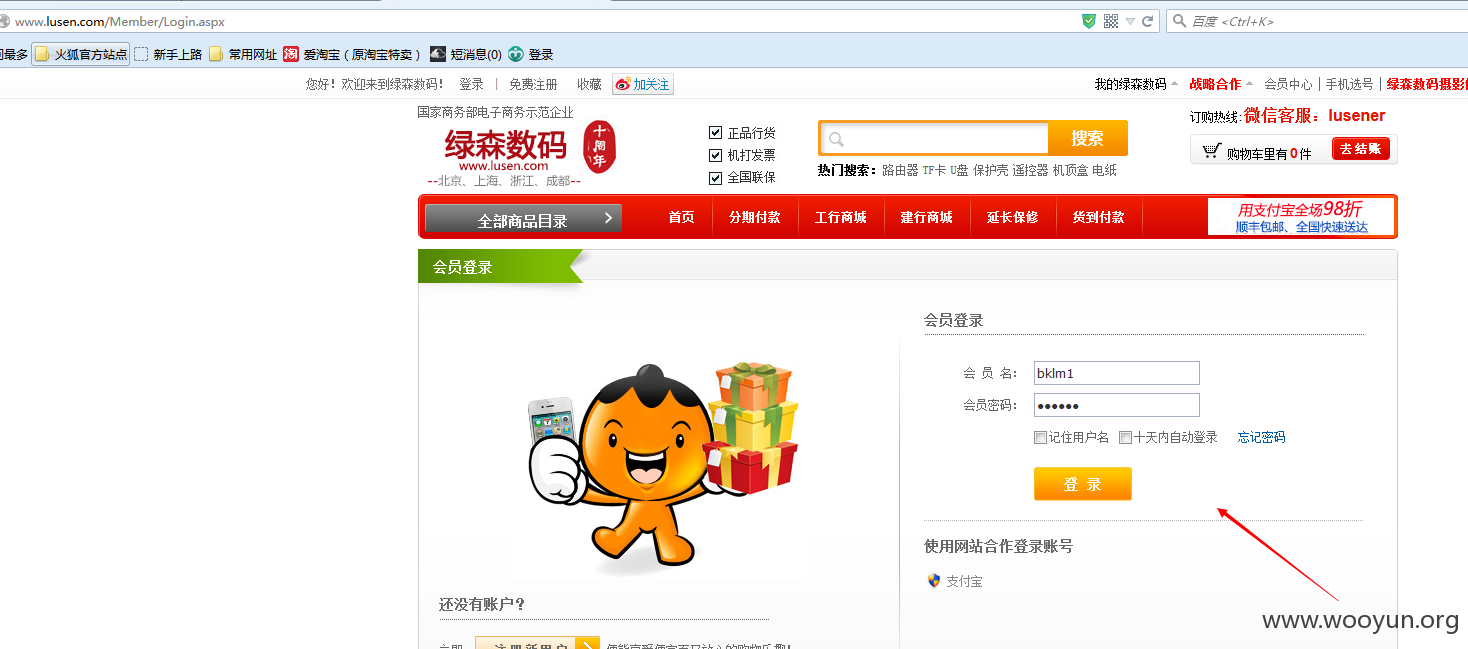 www.lusen.com/Member/Login.aspx
百度 <Ctrl+K>
问最多 火狐官方站点 新手上路 常用网址 爱淘宝（原淘宝特卖） 短消息(0) 登录
您好！欢迎来到绿森数码！ 登录 | 免费注册 收藏 加关注
我的绿森数码 战略合作 会员中心 | 手机选号 | 绿森数码摄影
国家商务部电子商务示范企业
绿森数码
www.lusen.com
十周年
--北京、上海、浙江、成都--
正品行货
机打发票
全国联保
搜索
热门搜索：路由器 TF卡 U盘 保护壳 遥控器 机顶盒 电纸
订购热线:微信客服：lusener
购物车里有 0 件 去结账
全部商品目录
首页 分期付款 工行商城 建行商城 延长保修 货到付款
用支付宝全场98折
顺丰包邮、全国快速送达
会员登录
会员登录
会 员 名： bklm1
会员密码： ••••••
记住用户名 十天内自动登录 忘记密码
登 录
使用网站合作登录账号
支付宝
还没有账户？
www.wooyun.org
立即 注册新用户